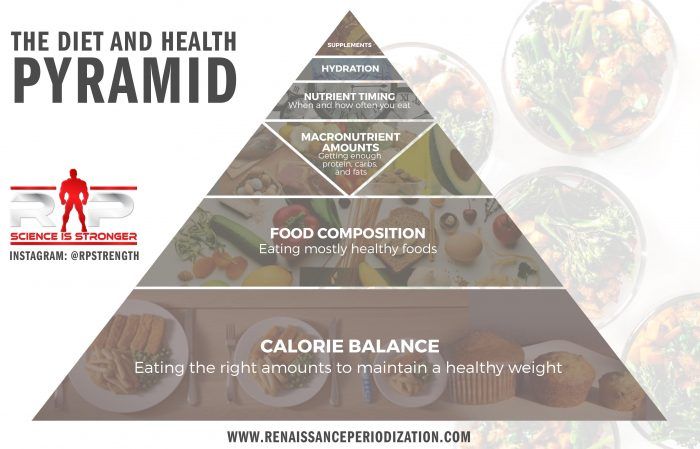 THE DIET AND HEALTH
PYRAMID
SUPPLEMENTS
HYDRATION
NUTRIENT TIMING
When and how often you eat
MACRONUTRIENT
AMOUNTS
Getting enough
protein, carbs,
and fats
RP
SCIENCE IS STRONGER
INSTAGRAM: @RPSTRENGTH
FOOD COMPOSITION
Eating mostly healthy foods
CALORIE BALANCE
Eating the right amounts to maintain a healthy weight
WWW.RENAISSANCEPERIODIZATION.COM